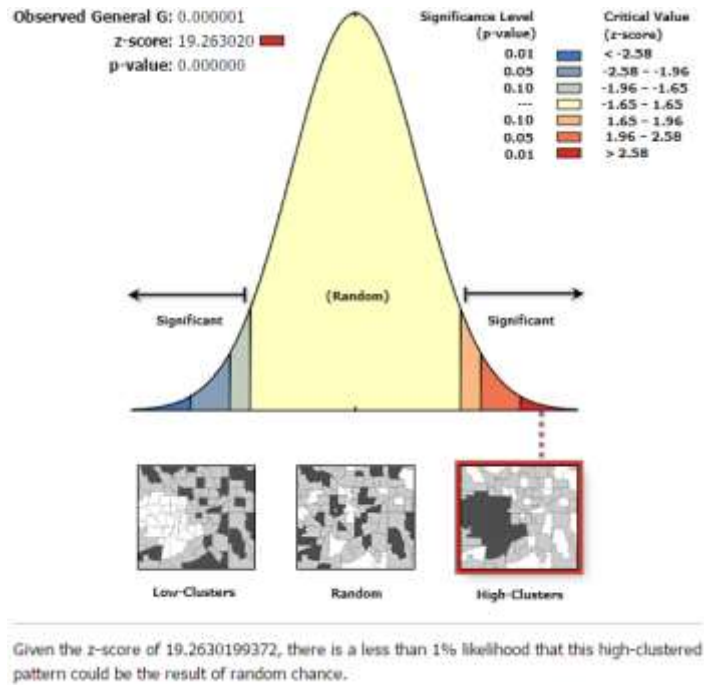 Observed General G: 0.000001
z-score: 19.263020
p-value: 0.000000
Significance Level
(p-value)
Critical Value
(z-score)
0.01 < -2.58
0.05 -2.58 - -1.96
0.10 -1.96 - -1.65
--- -1.65 - 1.65
0.10 1.65 - 1.96
0.05 1.96 - 2.58
0.01 > 2.58
(Random)
Significant
Significant
Low-Clusters
Random
High-Clusters
Given the z-score of 19.2630199372, there is a less than 1% likelihood that this high-clustered
pattern could be the result of random chance.